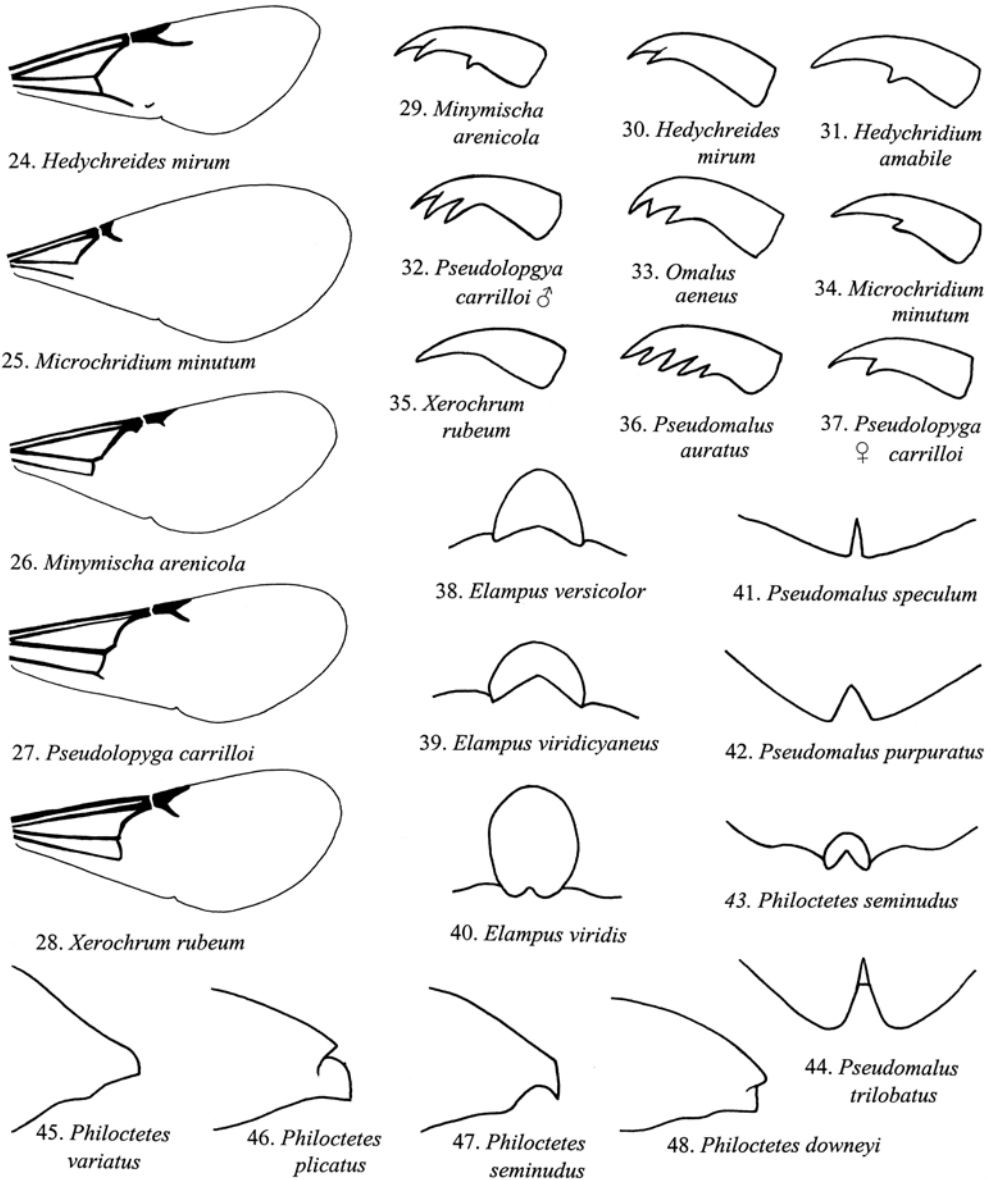 24. Hedychreides mirum
25. Microchridium minutum
26. Minymischa arenicola
27. Pseudolopyga carrilloi
28. Xerochrum rubeum
29. Minymischa
arenicola
30. Hedychreides
mirum
31. Hedychridium
amabile
32. Pseudolopgya
carrilloi ♂
33. Omalus
aeneus
34. Microchridium
minutum
35. Xerochrum
rubeum
36. Pseudomalus
auratus
37. Pseudolopyga
♀ carrilloi
38. Elampus versicolor
39. Elampus viridicyaneus
40. Elampus viridis
41. Pseudomalus speculum
42. Pseudomalus purpuratus
43. Philoctetes seminudus
44. Pseudomalus
trilobatus
45. Philoctetes
variatus
46. Philoctetes
plicatus
47. Philoctetes
seminudus
48. Philoctetes downeyi